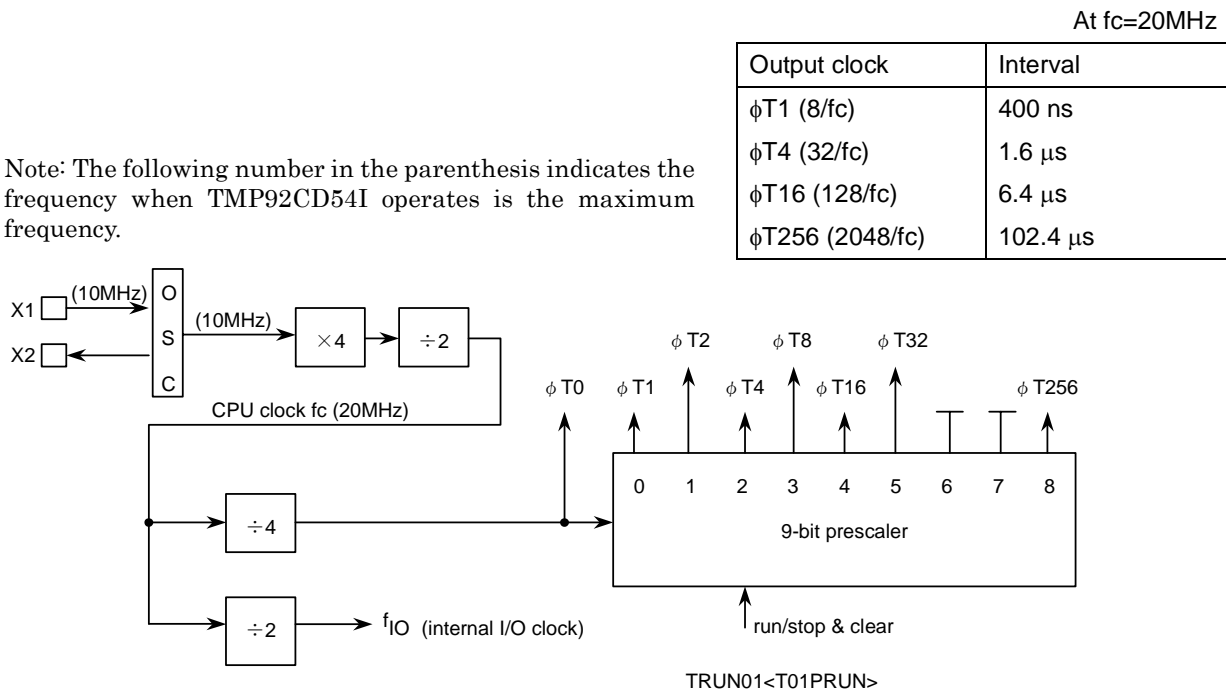 At fc=20MHz
Output clock Interval
ϕT1 (8/fc) 400 ns
ϕT4 (32/fc) 1.6 μs
ϕT16 (128/fc) 6.4 μs
ϕT256 (2048/fc) 102.4 μs
Note: The following number in the parenthesis indicates the
frequency when TMP92CD54I operates is the maximum
frequency.
X1 (10MHz)
X2
O
S
C
(10MHz)
×4
÷2
CPU clock fc (20MHz)
ϕ T2 ϕ T8 ϕ T32
ϕ T0 ϕ T1 ϕ T4 ϕ T16 ϕ T256
0 1 2 3 4 5 6 7 8
÷4
9-bit prescaler
÷2
fIO (internal I/O clock)
run/stop & clear
TRUN01<T01PRUN>